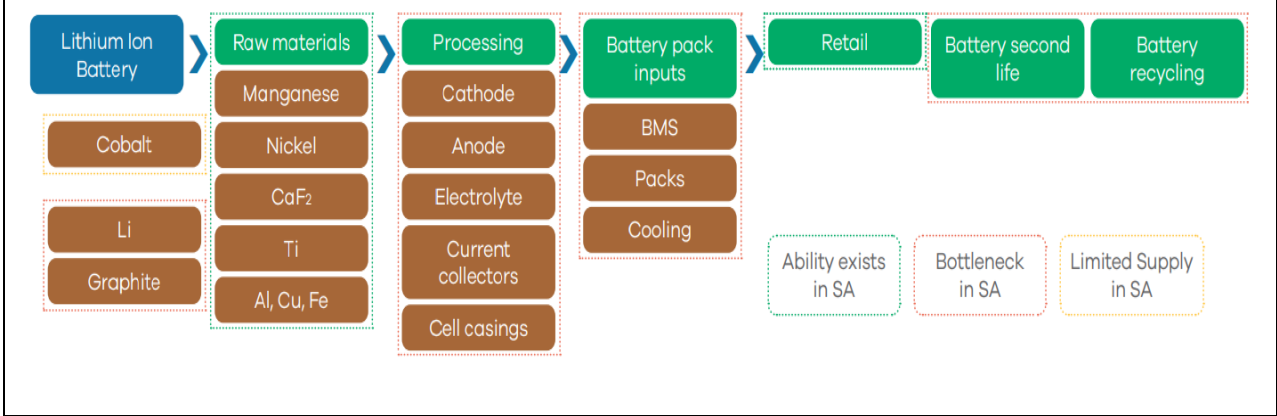 Lithium Ion
Battery
Cobalt
Li
Graphite
Raw materials
Manganese
Nickel
CaF₂
Ti
Al, Cu, Fe
Processing
Cathode
Anode
Electrolyte
Current
collectors
Cell casings
Battery pack
inputs
BMS
Packs
Cooling
Retail
Battery second
life
Battery
recycling
Ability exists
in SA
Bottleneck
in SA
Limited Supply
in SA